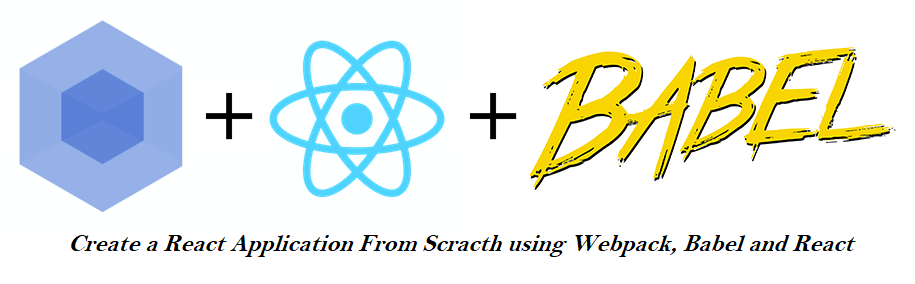 + +
BABEL
Create a React Application From Scracth using Webpack, Babel and React